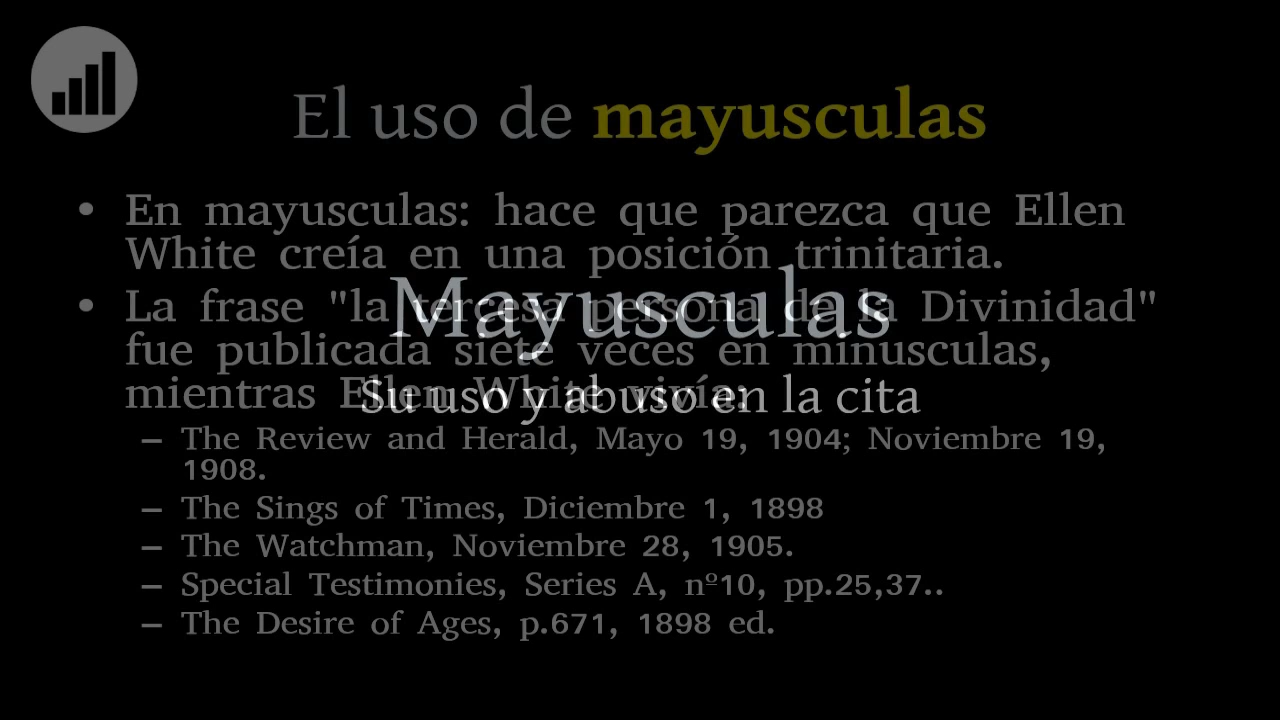 El uso de mayusculas
• En mayusculas: hace que parezca que Ellen
White creía en una posición trinitaria.
Mayusculas
• La frase "la tercesa persona de la Divinidad"
fue publicada siete veces en minusculas,
Su uso y abuso en la cita
mientras Ellen White vivía:
– The Review and Herald, Mayo 19, 1904; Noviembre 19,
1908.
– The Sings of Times, Diciembre 1, 1898
– The Watchman, Noviembre 28, 1905.
– Special Testimonies, Series A, nº10, pp.25,37..
– The Desire of Ages, p.671, 1898 ed.